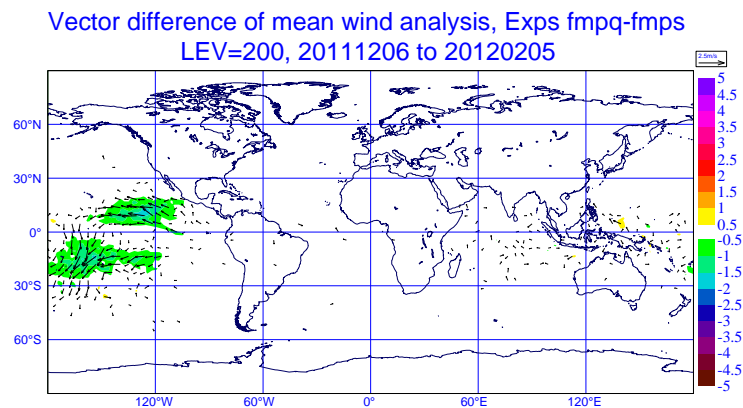 Vector difference of mean wind analysis, Exps fmpq-fmps
LEV=200, 20111206 to 20120205
2.5m/s
5
4.5
4
3.5
3
2.5
2
1.5
1
0.5
-0.5
-1
-1.5
-2
-2.5
-3
-3.5
-4
-4.5
-5
60°N
30°N
0°
30°S
60°S
120°W
60°W
0°
60°E
120°E